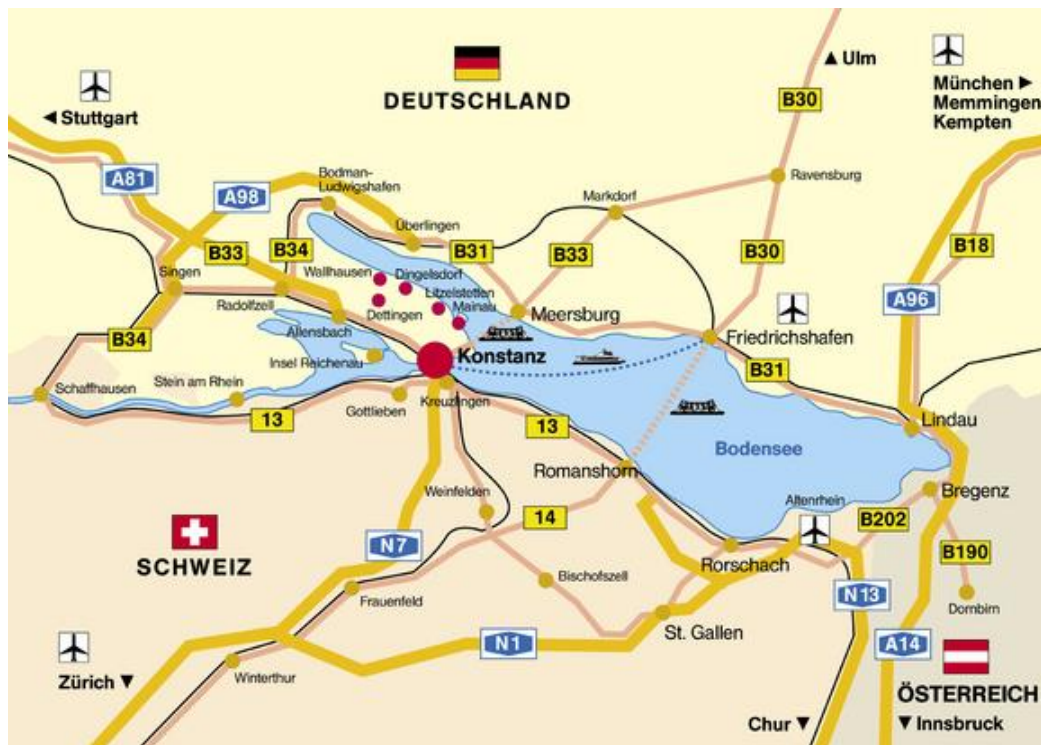 Ulm
B30
München
Memmingen
Kempten
DEUTSCHLAND
Stuttgart
A81
A98
Bodman-
Ludwigshafen
Markdorf
Ravensburg
Überlingen
B33
B34
B31
B33
B30
B18
Singen
Wallhausen
Dingelsdorf
Litzelstetten
Mainau
A96
Radolfzell
Dettingen
Meersburg
Allensbach
Friedrichshafen
B34
Insel Reichenau
Konstanz
B31
Schaffhausen
Stein am Rhein
Gottlieben
Kreuzlingen
13
13
Lindau
Bodensee
Romanshorn
Weinfelden
Altenrhein
Bregenz
14
B202
N7
B190
SCHWEIZ
Rorschach
Bischofszell
Frauenfeld
N13
Dornbirn
St. Gallen
N1
A14
Zürich
Winterthur
ÖSTERREICH
Chur
Innsbruck